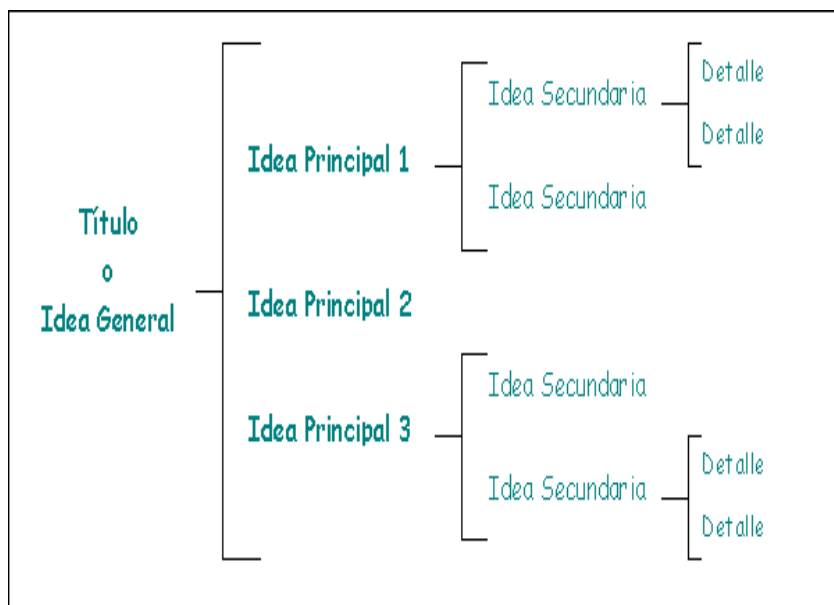 Título
o
Idea General
Idea Principal 1
Idea Secundaria
Detalle
Detalle
Idea Secundaria
Idea Principal 2
Idea Principal 3
Idea Secundaria
Idea Secundaria
Detalle
Detalle